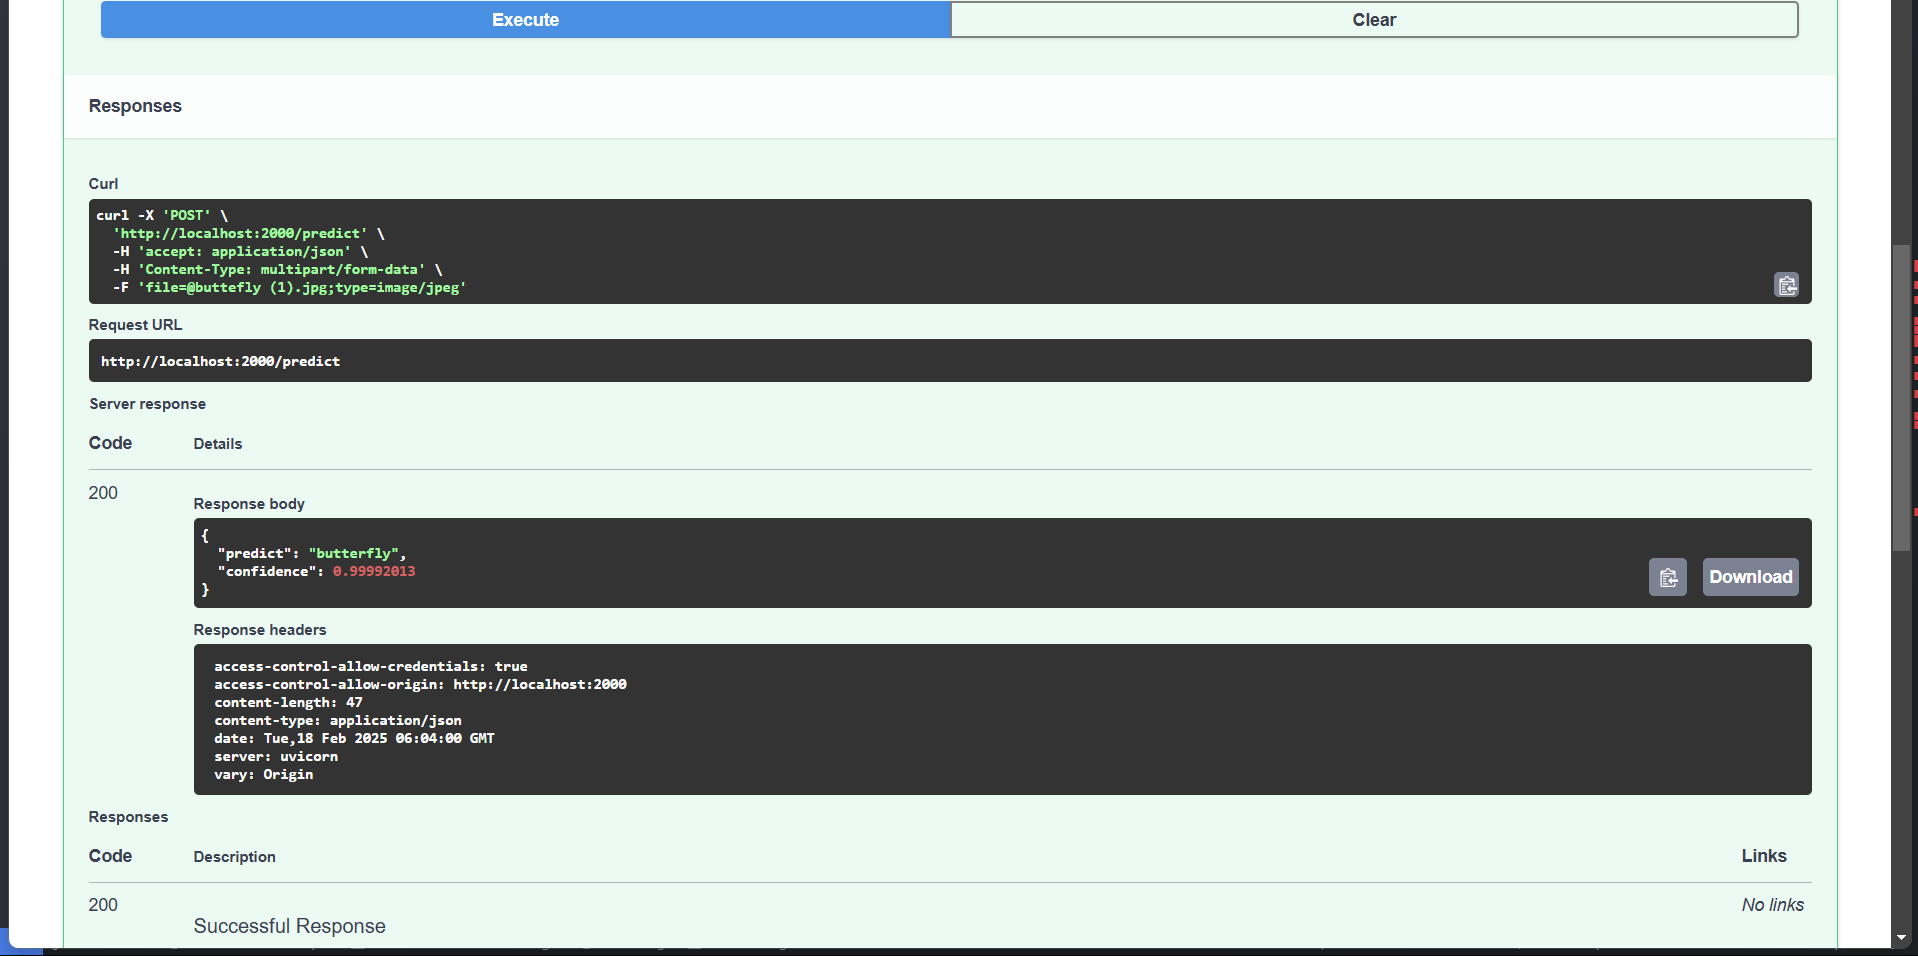 Execute
Clear
Responses
Curl
curl -X 'POST' \
'http://localhost:2000/predict' \
-H 'accept: application/json' \
-H 'Content-Type: multipart/form-data' \
-F 'file=@buttefly (1).jpg;type=image/jpeg'
Request URL
http://localhost:2000/predict
Server response
Code Details
200
Response body
{
"predict": "butterfly",
"confidence": 0.99992013
}
Download
Response headers
access-control-allow-credentials: true
access-control-allow-origin: http://localhost:2000
content-length: 47
content-type: application/json
date: Tue,18 Feb 2025 06:04:00 GMT
server: uvicorn
vary: Origin
Responses
Code Description Links
200 No links
Successful Response